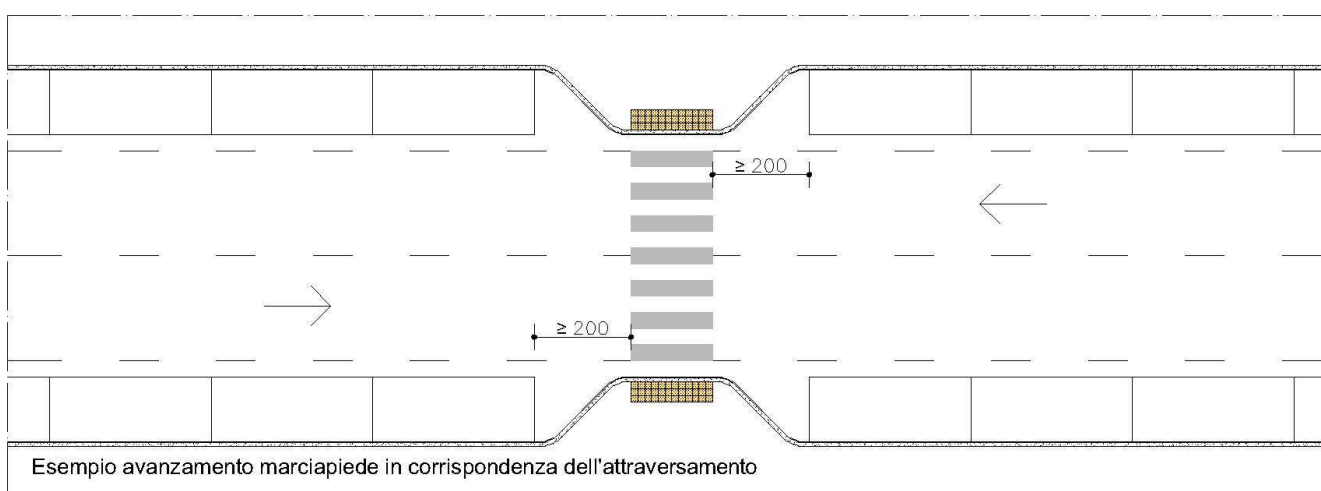 ≥ 200
≥ 200
Esempio avanzamento marciapiede in corrispondenza dell'attraversamento